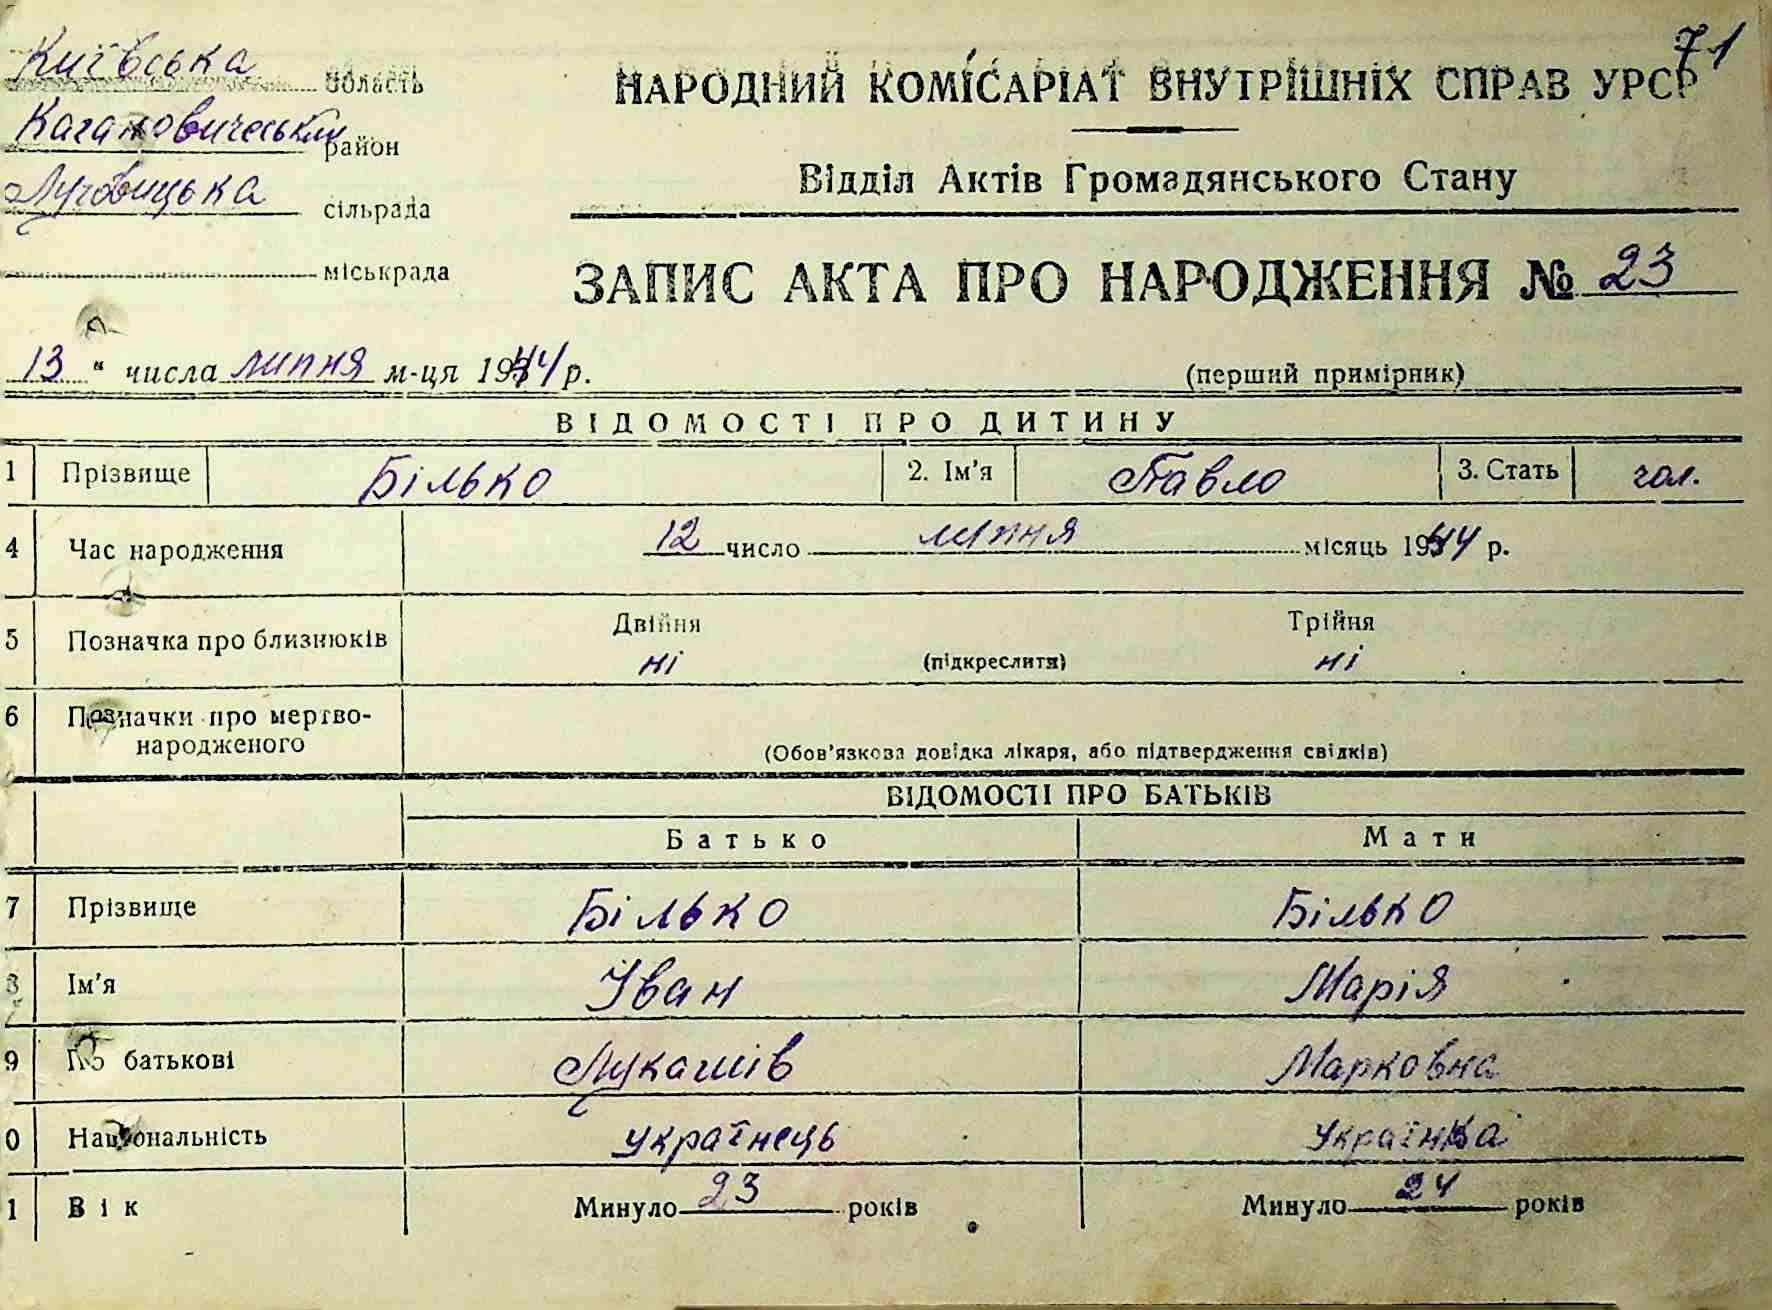 71
Київська область
Кагановичеський район
Луговицька сільрада
міськрада
НАРОДНИЙ КОМІСАРІАТ ВНУТРІШНІХ СПРАВ УРСР
Відділ Актів Громадянського Стану
ЗАПИС АКТА ПРО НАРОДЖЕННЯ № 23
13 " числа липня м-ця 1944 р.
(перший примірник)
ВІДОМОСТІ ПРО ДИТИНУ
1 Прізвище Білько 2. Ім'я Павло 3. Стать чол.
4 Час народження 12 число липня місяць 1944 р.
5 Позначка про близнюків Двійня ні (підкреслити) Трійня ні
6 Позначки про мертво-
народженого
(Обов'язкова довідка лікаря, або підтвердження свідків)
ВІДОМОСТІ ПРО БАТЬКІВ
Батько Мати
7 Прізвище Білько Білько
8 Ім'я Іван Марія
9 По батькові Лукашів Марковна
0 Національність українець українка
1 Вік Минуло 23 років Минуло 24 років